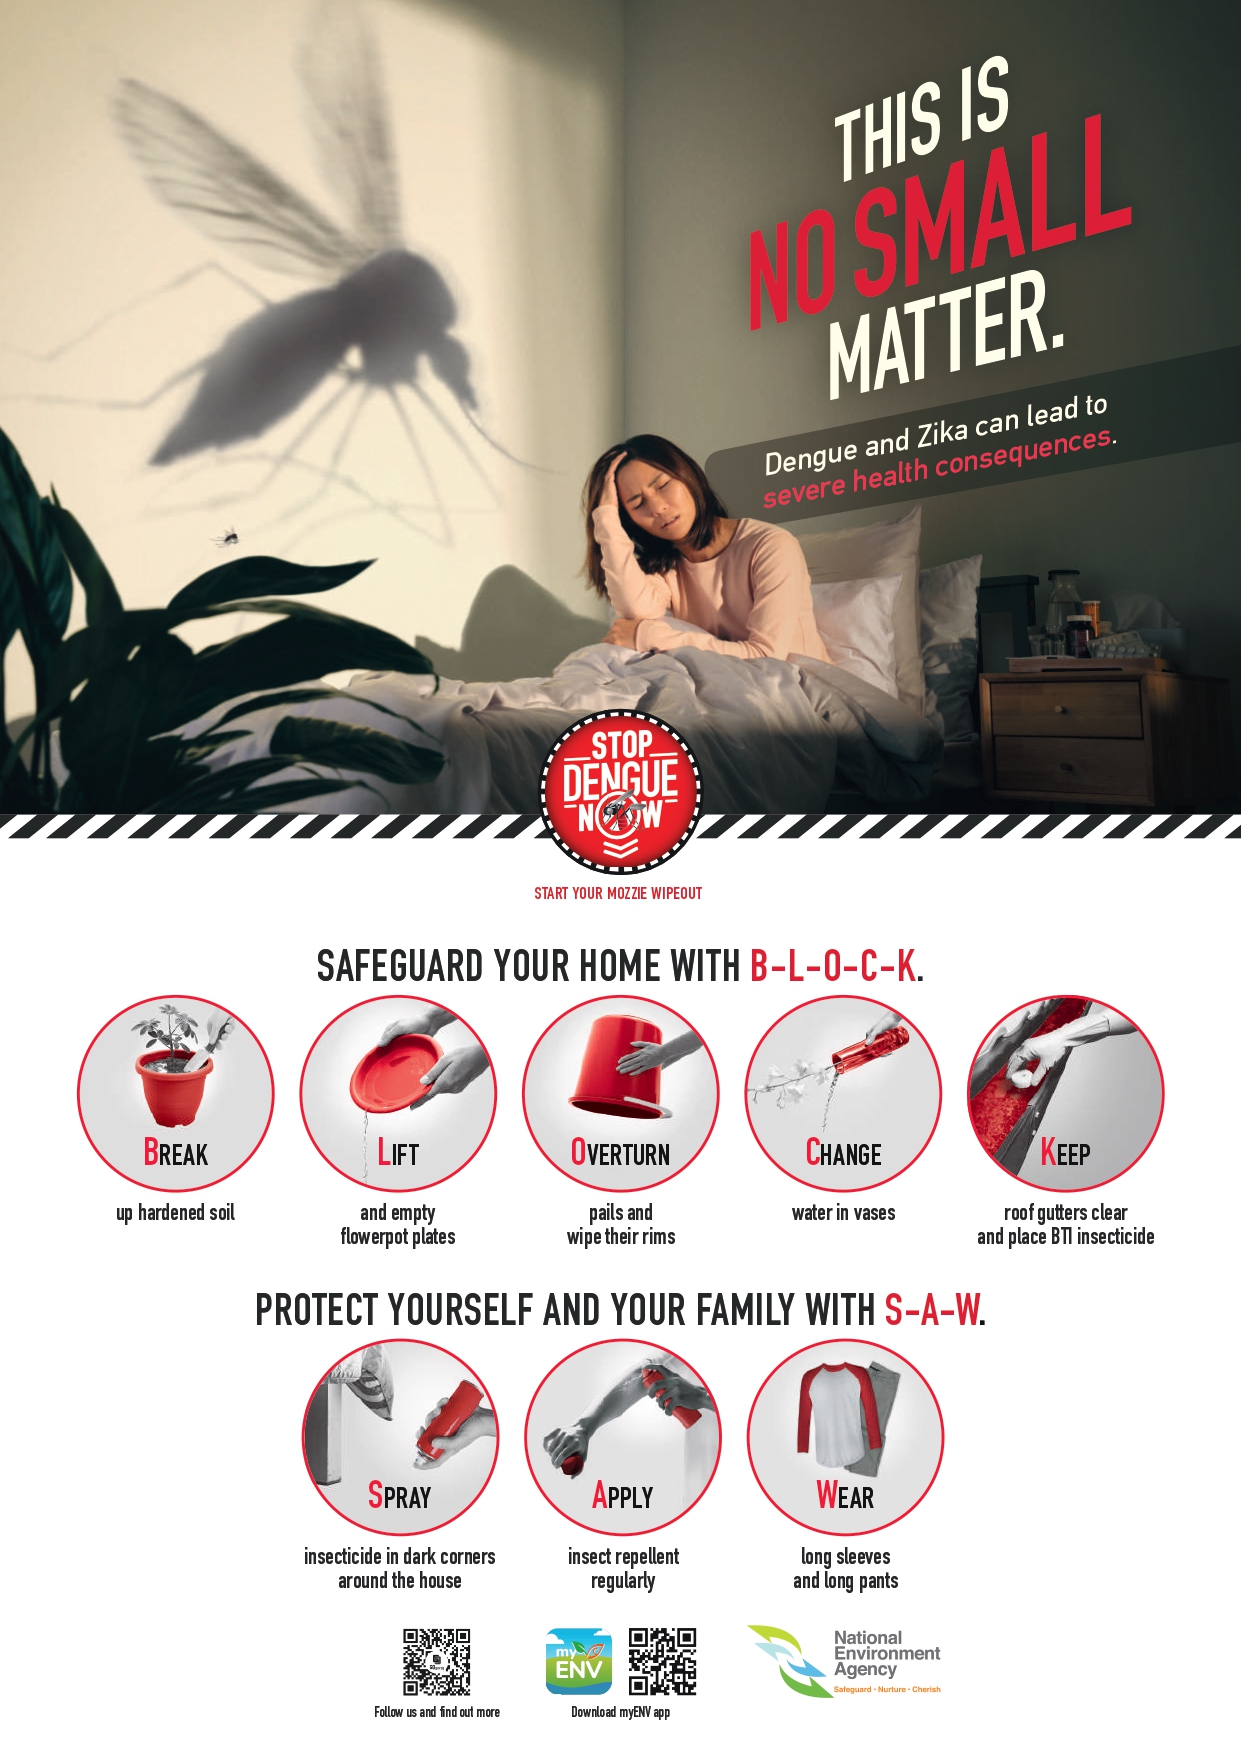 THIS IS
NO SMALL
MATTER.
Dengue and Zika can lead to
severe health consequences.
STOP
DENGUE
NOW
START YOUR MOZZIE WIPEOUT
SAFEGUARD YOUR HOME WITH B-L-O-C-K.
BREAK
up hardened soil
LIFT
and empty
flowerpot plates
OVERTURN
pails and
wipe their rims
CHANGE
water in vases
KEEP
roof gutters clear
and place BTI insecticide
PROTECT YOURSELF AND YOUR FAMILY WITH S-A-W.
SPRAY
insecticide in dark corners
around the house
APPLY
insect repellent
regularly
WEAR
long sleeves
and long pants
Follow us and find out more
my
ENV
Download myENV app
National
Environment
Agency
Safeguard · Nurture · Cherish